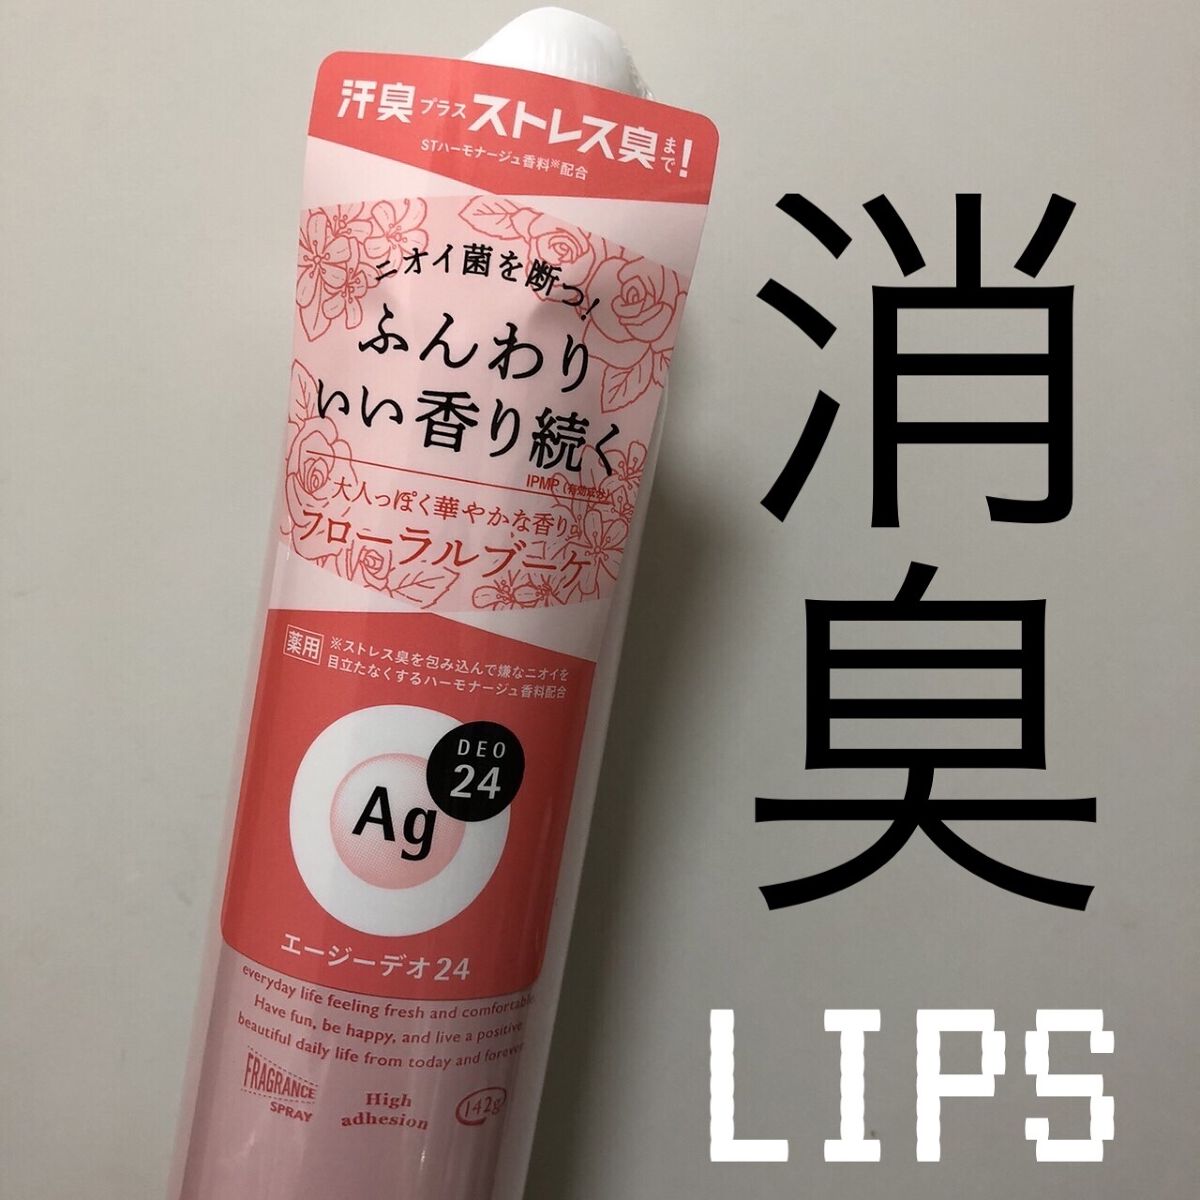 汗臭プラスストレス臭まで!
STハーモナージュ香料※配合
ニオイ菌を断つ!
ふんわり
いい香り続く
IPMP(有効成分)
大人っぽく華やかな香り。
フローラルブーケ
薬用
※ストレス臭を包み込んで嫌なニオイを
目立たなくするハーモナージュ香料配合
DEO
24
Ag
エージーデオ24
everyday life feeling fresh and comfortable.
Have fun, be happy, and live a positive
beautiful daily life from today and forever.
FRAGRANCE
SPRAY
High
adhesion
142g
消臭
LIPS